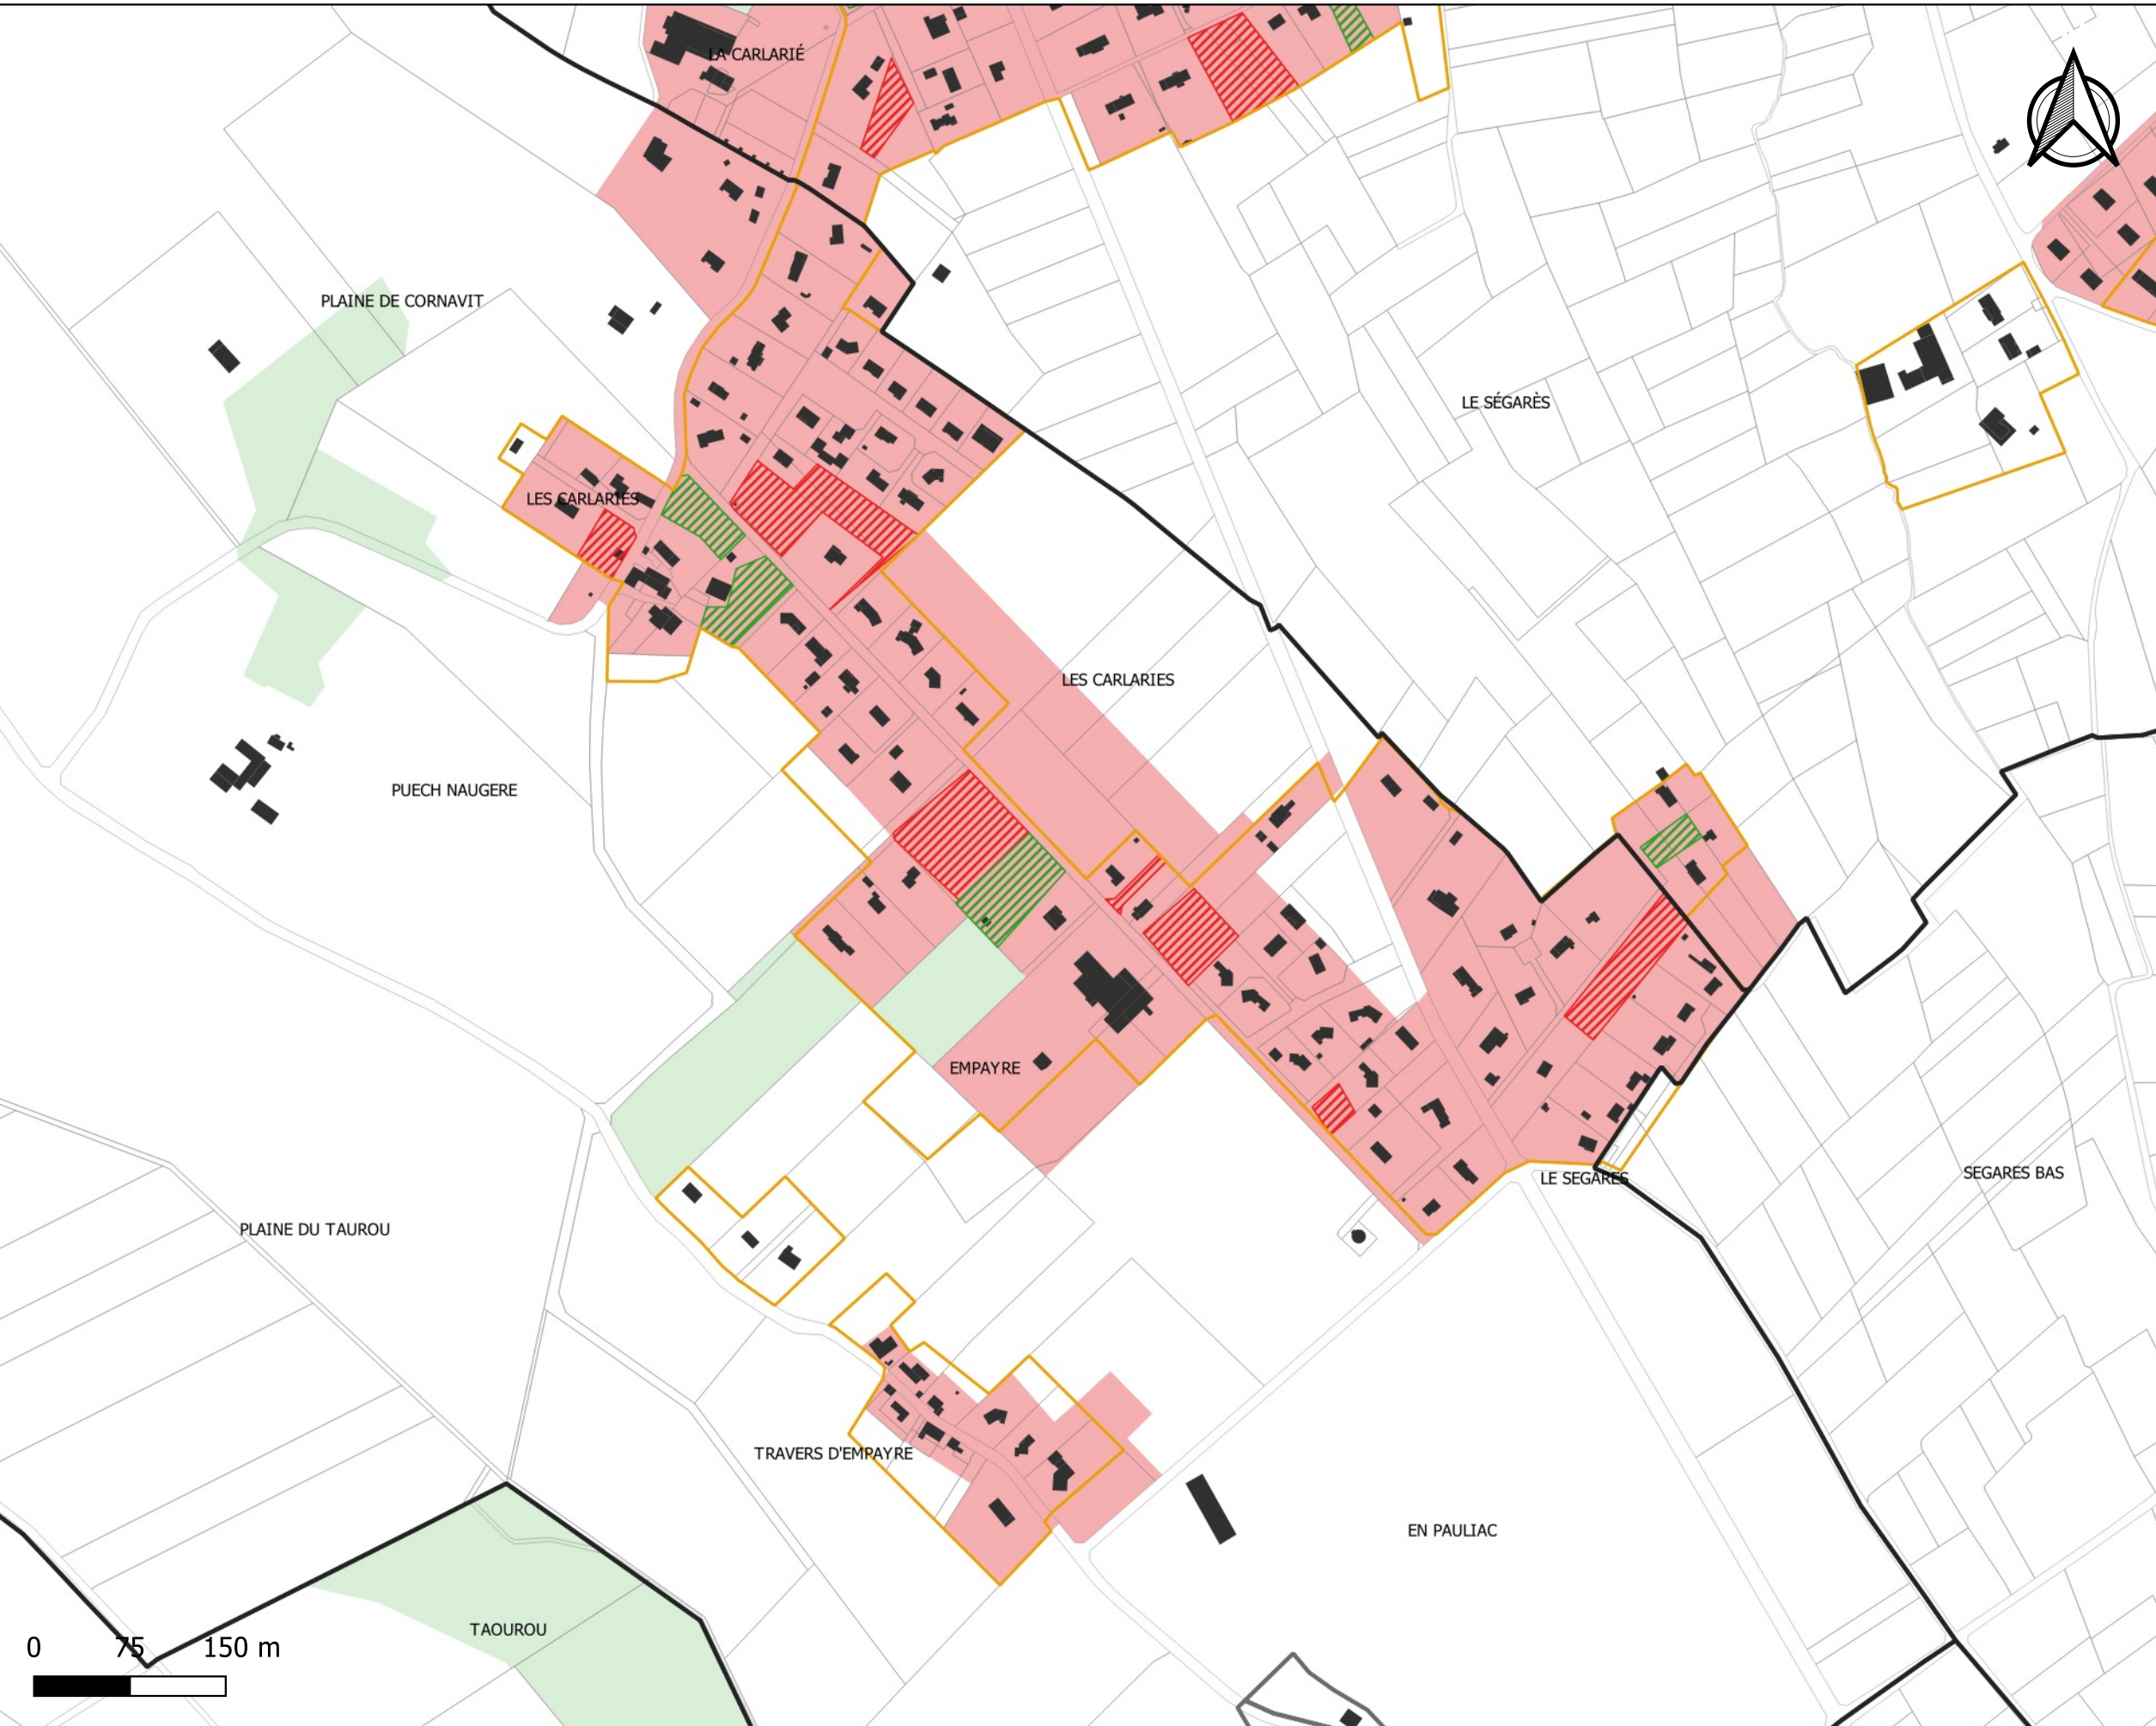 LA CARLARIÉ
PLAINE DE CORNAVIT
LE SÉGARÈS
LES CARLARIES
LES CARLARIES
PUECH NAUGERE
EMPAYRE
LE SEGARES
SEGARES BAS
PLAINE DU TAUROU
TRAVERS D'EMPAYRE
EN PAULIAC
TAOUROU
0 75 150 m